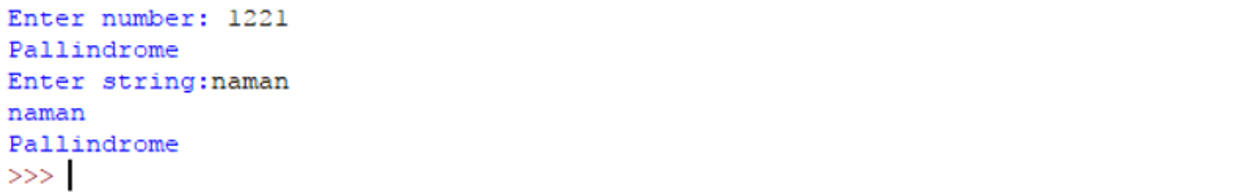 Enter number: 1221
Pallindrome
Enter string:naman
naman
Pallindrome
>>>